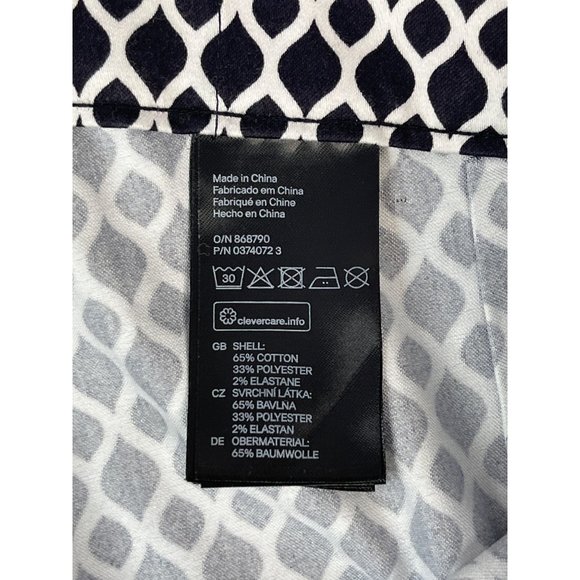 Made in China
Fabricado em China
Fabriqué en Chine
Hecho en China
O/N 868790
P/N 0374072 3
30
clevercare.info
GB SHELL:
65% COTTON
33% POLYESTER
2% ELASTANE
CZ SVRCHNÍ LÁTKA:
65% BAVLNA
33% POLYESTER
2% ELASTAN
DE OBERMATERIAL:
65% BAUMWOLLE